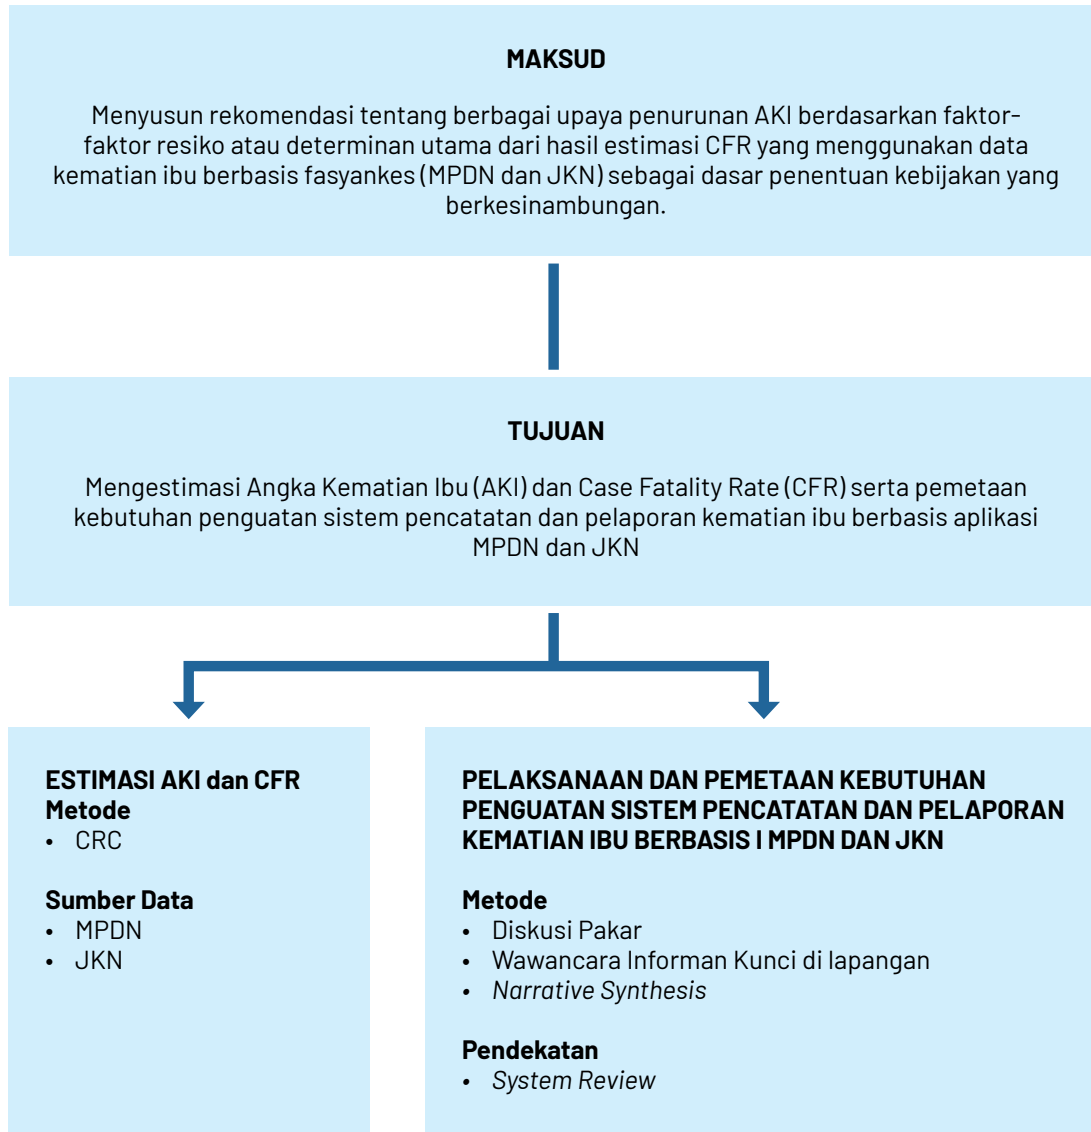 MAKSUD
Menyusun rekomendasi tentang berbagai upaya penurunan AKI berdasarkan faktor-
faktor resiko atau determinan utama dari hasil estimasi CFR yang menggunakan data
kematian ibu berbasis fasyankes (MPDN dan JKN) sebagai dasar penentuan kebijakan yang
berkesinambungan.
TUJUAN
Mengestimasi Angka Kematian Ibu (AKI) dan Case Fatality Rate (CFR) serta pemetaan
kebutuhan penguatan sistem pencatatan dan pelaporan kematian ibu berbasis aplikasi
MPDN dan JKN
ESTIMASI AKI dan CFR
Metode
• CRC
Sumber Data
• MPDN
• JKN
PELAKSANAAN DAN PEMETAAN KEBUTUHAN
PENGUATAN SISTEM PENCATATAN DAN PELAPORAN
KEMATIAN IBU BERBASIS I MPDN DAN JKN
Metode
• Diskusi Pakar
• Wawancara Informan Kunci di lapangan
• Narrative Synthesis
Pendekatan
• System Review